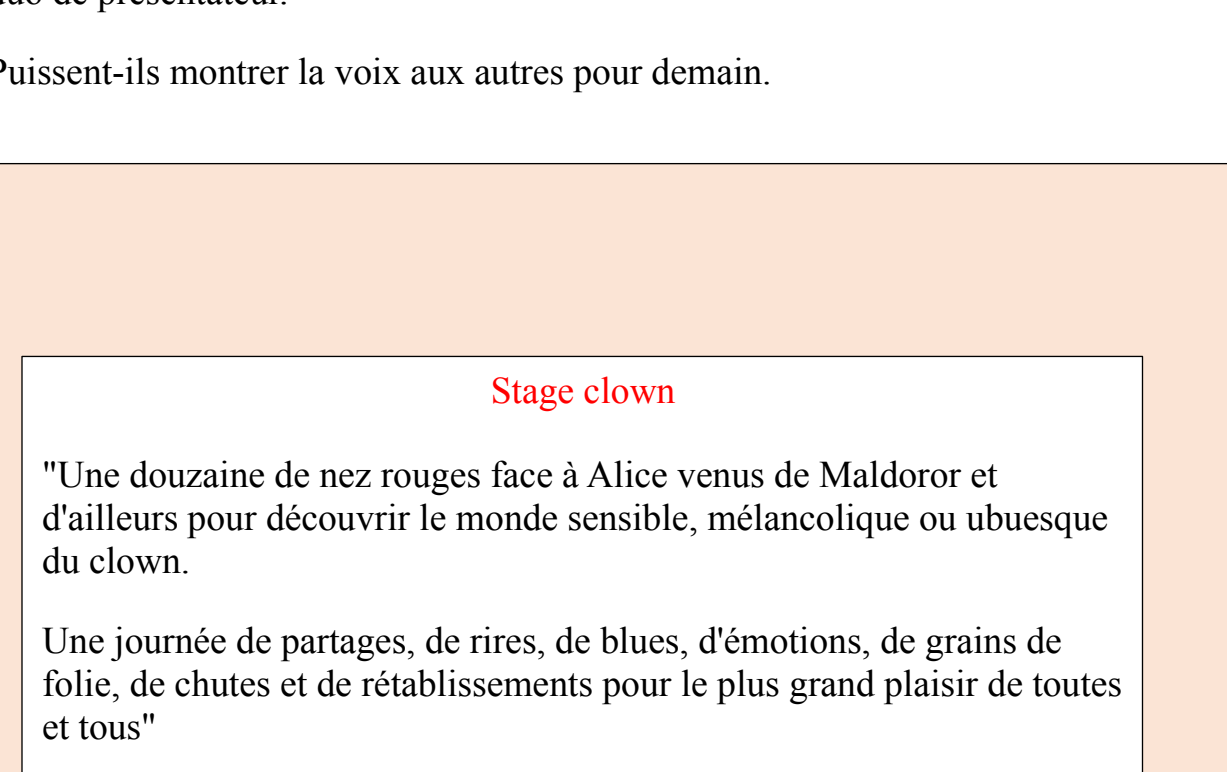 duo de présentateur.
Puissent-ils montrer la voix aux autres pour demain.
Stage clown
"Une douzaine de nez rouges face à Alice venus de Maldoror et
d'ailleurs pour découvrir le monde sensible, mélancolique ou ubuesque
du clown.
Une journée de partages, de rires, de blues, d'émotions, de grains de
folie, de chutes et de rétablissements pour le plus grand plaisir de toutes
et tous"